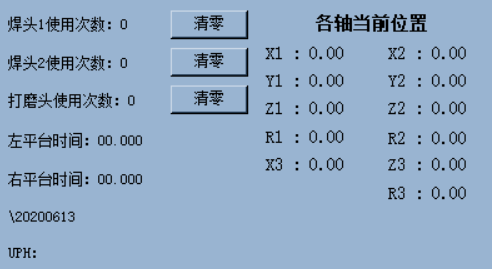 焊头1使用次数: 0 清零
焊头2使用次数: 0 清零
打磨头使用次数: 0 清零
左平台时间: 00.000
右平台时间: 00.000
\20200613
UPH:
各轴当前位置
X1 : 0.00 X2 : 0.00
Y1 : 0.00 Y2 : 0.00
Z1 : 0.00 Z2 : 0.00
R1 : 0.00 R2 : 0.00
X3 : 0.00 Z3 : 0.00
R3 : 0.00